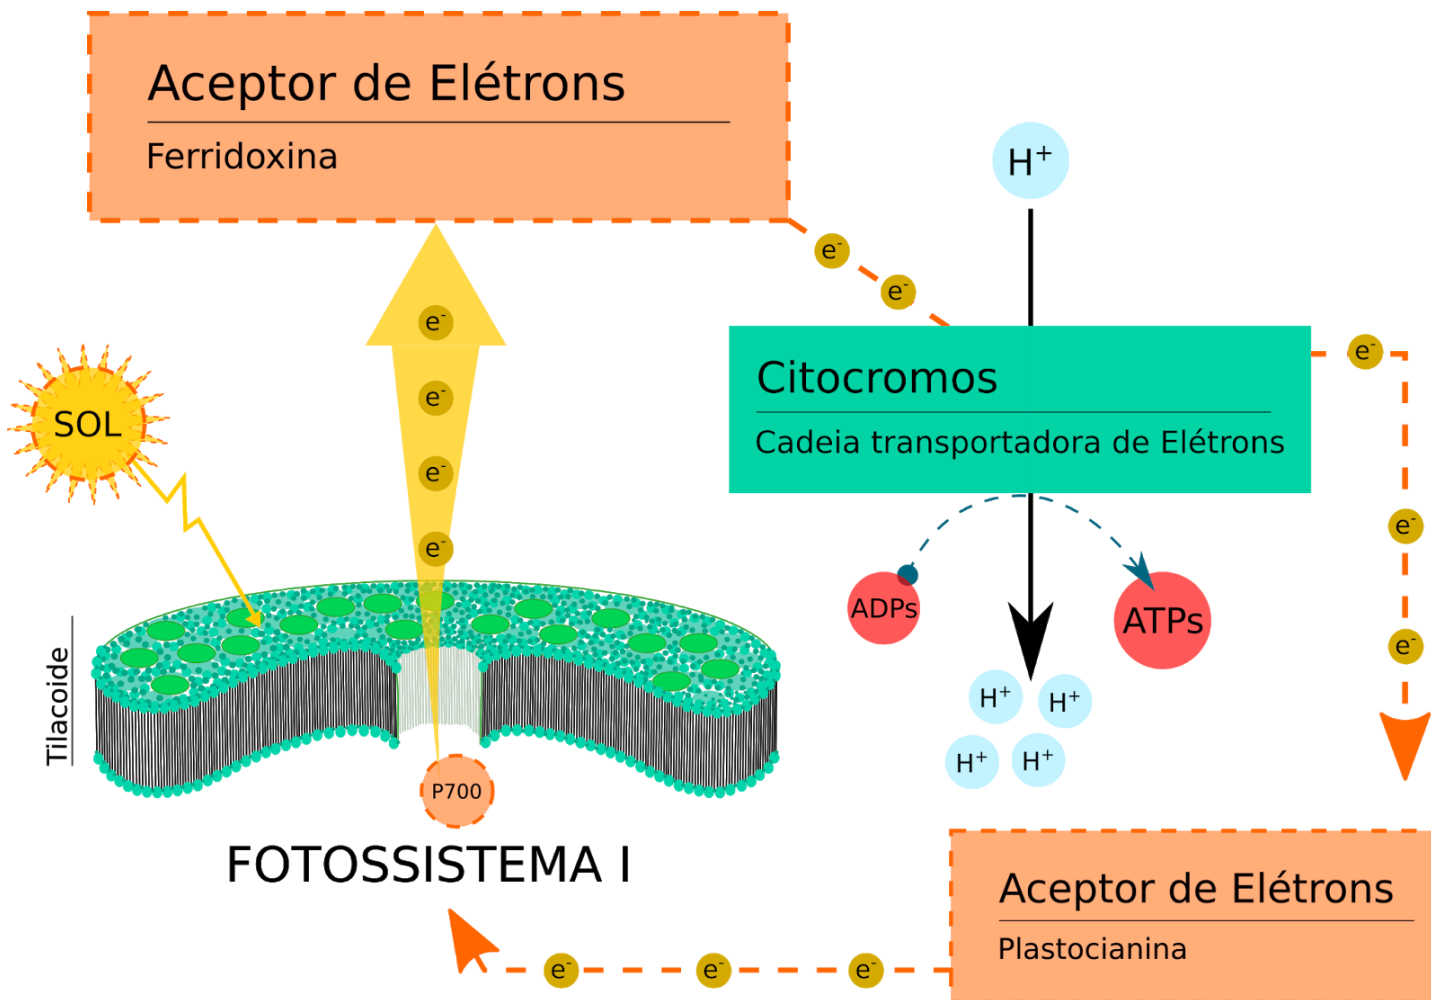 Aceptor de Elétrons
Ferridoxina
H+
e-
e-
e-
Citocromos
Cadeia transportadora de Elétrons
e-
SOL
e-
e-
e-
e-
ADPs
ATPs
e-
Tilacoide
H+
H+
H+
H+
P700
FOTOSSISTEMA I
Aceptor de Elétrons
Plastocianina
e-
e-
e-